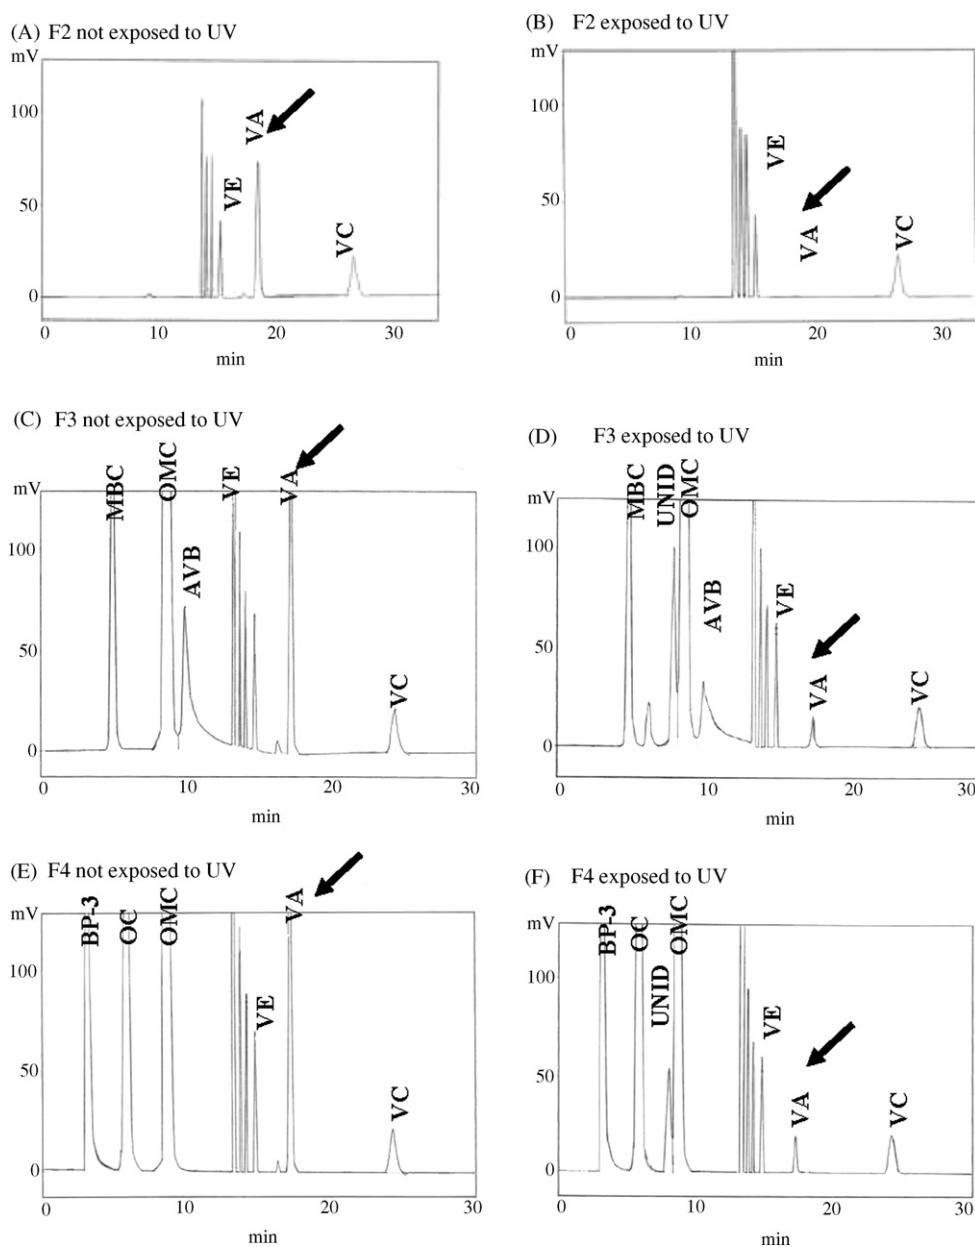 (A) F2 not exposed to UV
mV
100
50
0
VE
VA
VC
0 10 20 30
min
(B) F2 exposed to UV
mV
100
50
0
VE
VA
VC
0 10 20 30
min
(C) F3 not exposed to UV
mV
100
50
0
MBC
OMC
AVB
VE
VA
VC
0 10 20 30
min
(D) F3 exposed to UV
mV
100
50
0
MBC
UNID
OMC
AVB
VE
VA
VC
0 10 20 30
min
(E) F4 not exposed to UV
mV
100
50
0
BP-3
OC
OMC
VE
VA
VC
0 10 20 30
min
(F) F4 exposed to UV
mV
100
50
0
BP-3
OC
UNID
OMC
VE
VA
VC
0 10 20 30
min